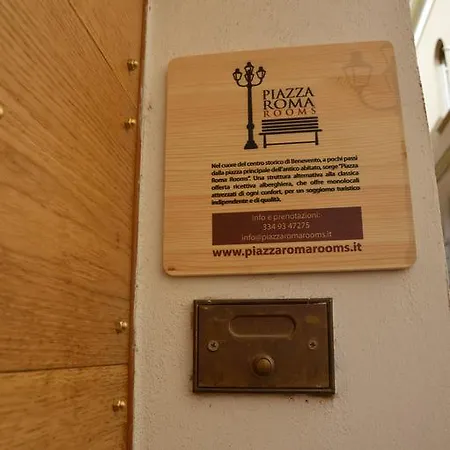 PIAZZA
ROMA
ROOMS
Nel cuore del centro storico di Benevento, a pochi passi
dalla piazza principale dell'antico abitato, sorge "Piazza
Roma Rooms". Una struttura alternativa alla classica
offerta ricettiva alberghiera, che offre monolocali
attrezzati di ogni confort, per un soggiorno turistico
indipendente e di qualità.
Info e prenotazioni:
334 93 47275
info@piazzaromarooms.it
www.piazzaromarooms.it